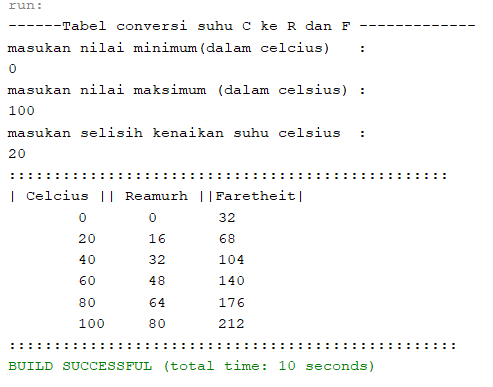 run:
------Tabel conversi suhu C ke R dan F -------------
masukan nilai minimum(dalam celcius)   :
0
masukan nilai maksimum (dalam celsius) :
100
masukan selisih kenaikan suhu celsius  :
20
:::::::::::::::::::::::::::::::::::::::::::::::::
| Celcius || Reamurh ||Faretheit|
0 0 32
20 16 68
40 32 104
60 48 140
80 64 176
100 80 212
::::::::::::::::::::::::::::::::::::::::::::::::::
BUILD SUCCESSFUL (total time: 10 seconds)